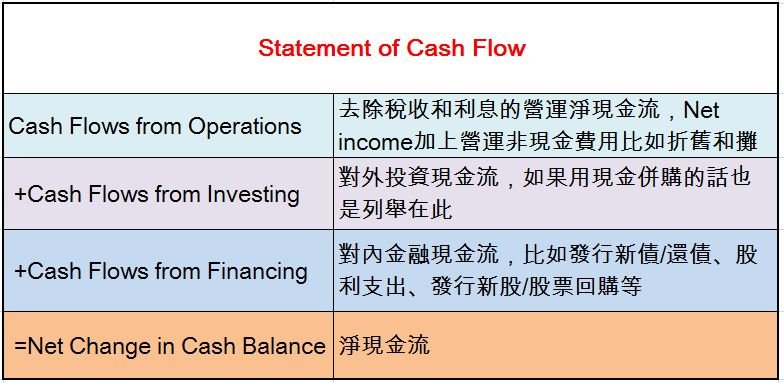 Statement of Cash Flow
Cash Flows from Operations
去除稅收和利息的營運淨現金流，Net
income加上營運非現金費用比如折舊和攤
+Cash Flows from Investing
對外投資現金流，如果用現金併購的話也
是列舉在此
+Cash Flows from Financing
對內金融現金流，比如發行新債/還債、股
利支出、發行新股/股票回購等
=Net Change in Cash Balance
淨現金流